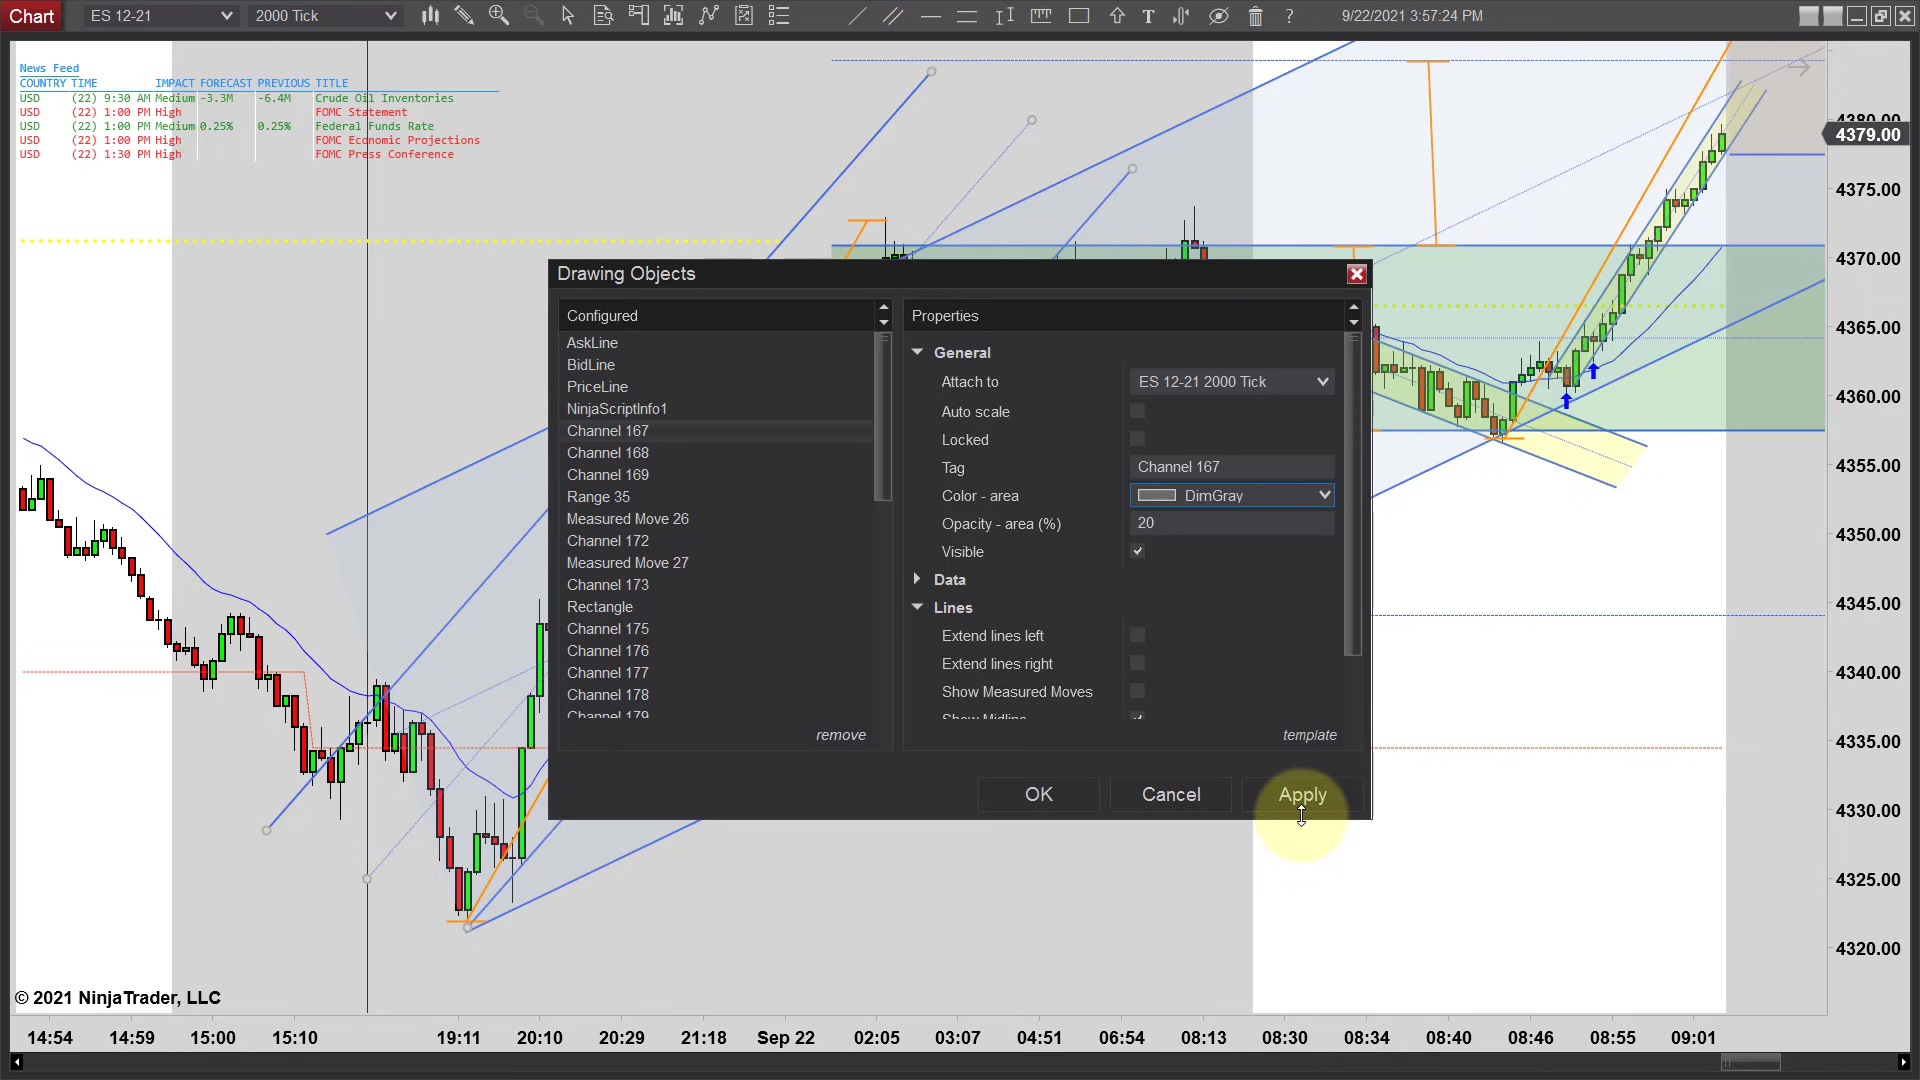 Chart ES 12-21 2000 Tick T ? 9/22/2021 3:57:24 PM
News Feed
COUNTRY TIME IMPACT FORECAST PREVIOUS TITLE
USD (22) 9:30 AM Medium -3.3M -6.4M Crude Oil Inventories
USD (22) 1:00 PM High FOMC Statement
USD (22) 1:00 PM Medium 0.25% 0.25% Federal Funds Rate
USD (22) 1:00 PM High FOMC Economic Projections
USD (22) 1:30 PM High FOMC Press Conference
Drawing Objects
Configured
AskLine
BidLine
PriceLine
NinjaScriptInfo1
Channel 167
Channel 168
Channel 169
Range 35
Measured Move 26
Channel 172
Measured Move 27
Channel 173
Rectangle
Channel 175
Channel 176
Channel 177
Channel 178
Channel 179
remove
Properties
General
Attach to ES 12-21 2000 Tick
Auto scale
Locked
Tag Channel 167
Color - area DimGray
Opacity - area (%) 20
Visible
Data
Lines
Extend lines left
Extend lines right
Show Measured Moves
Show Midline
template
OK Cancel Apply
4380.00
4379.00
4375.00
4370.00
4365.00
4360.00
4355.00
4350.00
4345.00
4340.00
4335.00
4330.00
4325.00
4320.00
© 2021 NinjaTrader, LLC
14:54 14:59 15:00 15:10 19:11 20:10 20:29 21:18 Sep 22 02:05 03:07 04:51 06:54 08:13 08:30 08:34 08:40 08:46 08:55 09:01